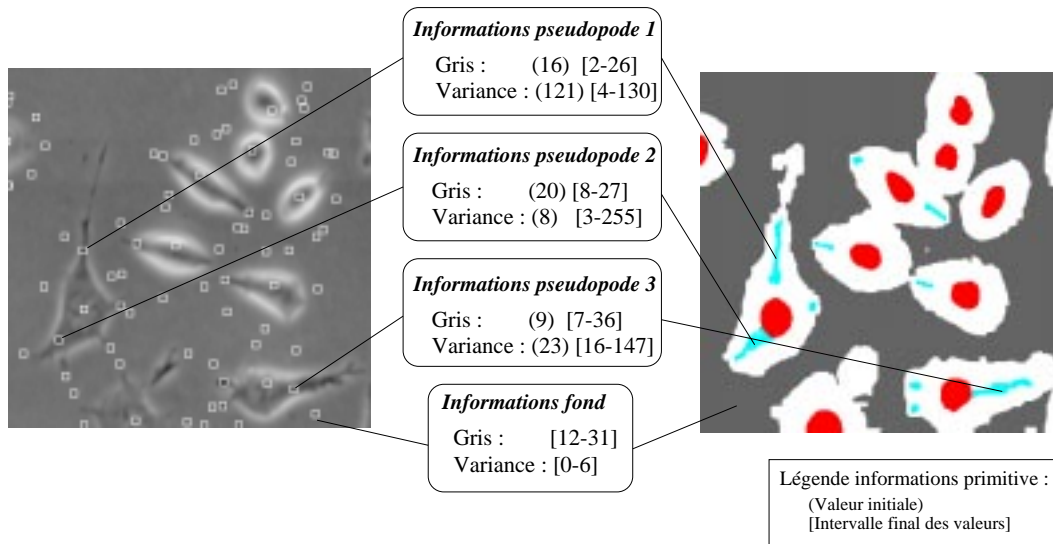 Informations pseudopode 1
Gris : (16) [2-26]
Variance : (121) [4-130]
Informations pseudopode 2
Gris : (20) [8-27]
Variance : (8) [3-255]
Informations pseudopode 3
Gris : (9) [7-36]
Variance : (23) [16-147]
Informations fond
Gris : [12-31]
Variance : [0-6]
Légende informations primitive :
(Valeur initiale)
[Intervalle final des valeurs]